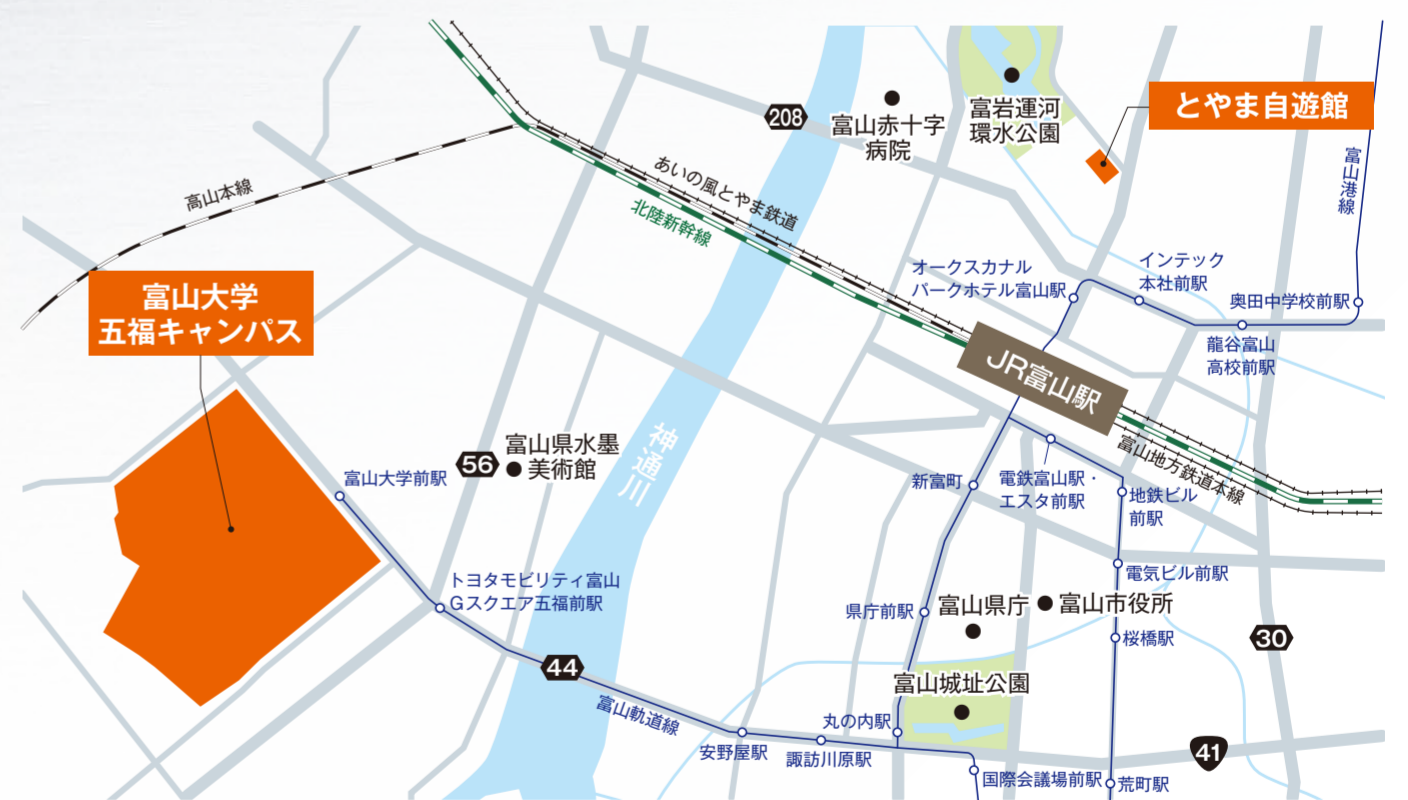 208
富山赤十字
病院
富岩運河
環水公園
とやま自遊館
富山港線
高山本線
あいの風とやま鉄道
北陸新幹線
オークスカナル
パークホテル富山駅
インテック
本社前駅
奥田中学校前駅
龍谷富山
高校前駅
富山大学
五福キャンパス
JR富山駅
富山地方鉄道本線
神通川
富山県水墨
美術館
56
富山大学前駅
新富町
電鉄富山駅・
エスタ前駅
地鉄ビル
前駅
電気ビル前駅
トヨタモビリティ富山
Gスクエア五福前駅
県庁前駅
富山県庁
富山市役所
桜橋駅
30
44
富山軌道線
富山城址公園
丸の内駅
安野屋駅
諏訪川原駅
41
国際会議場前駅
荒町駅